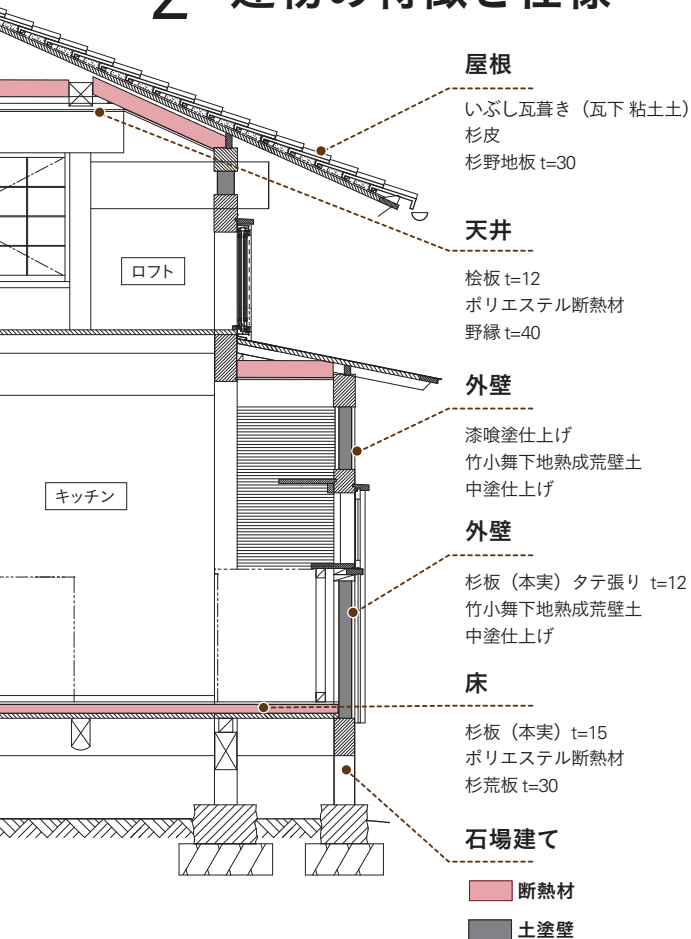 2 建物の特徴と仕様
屋根
いぶし瓦葺き（瓦下 粘土土）
杉皮
杉野地板 t=30
天井
桧板 t=12
ポリエステル断熱材
野縁 t=40
ロフト
外壁
漆喰塗仕上げ
竹小舞下地熟成荒壁土
中塗仕上げ
キッチン
外壁
杉板（本実）タテ張り t=12
竹小舞下地熟成荒壁土
中塗仕上げ
床
杉板（本実）t=15
ポリエステル断熱材
杉荒板 t=30
石場建て
断熱材
土塗壁